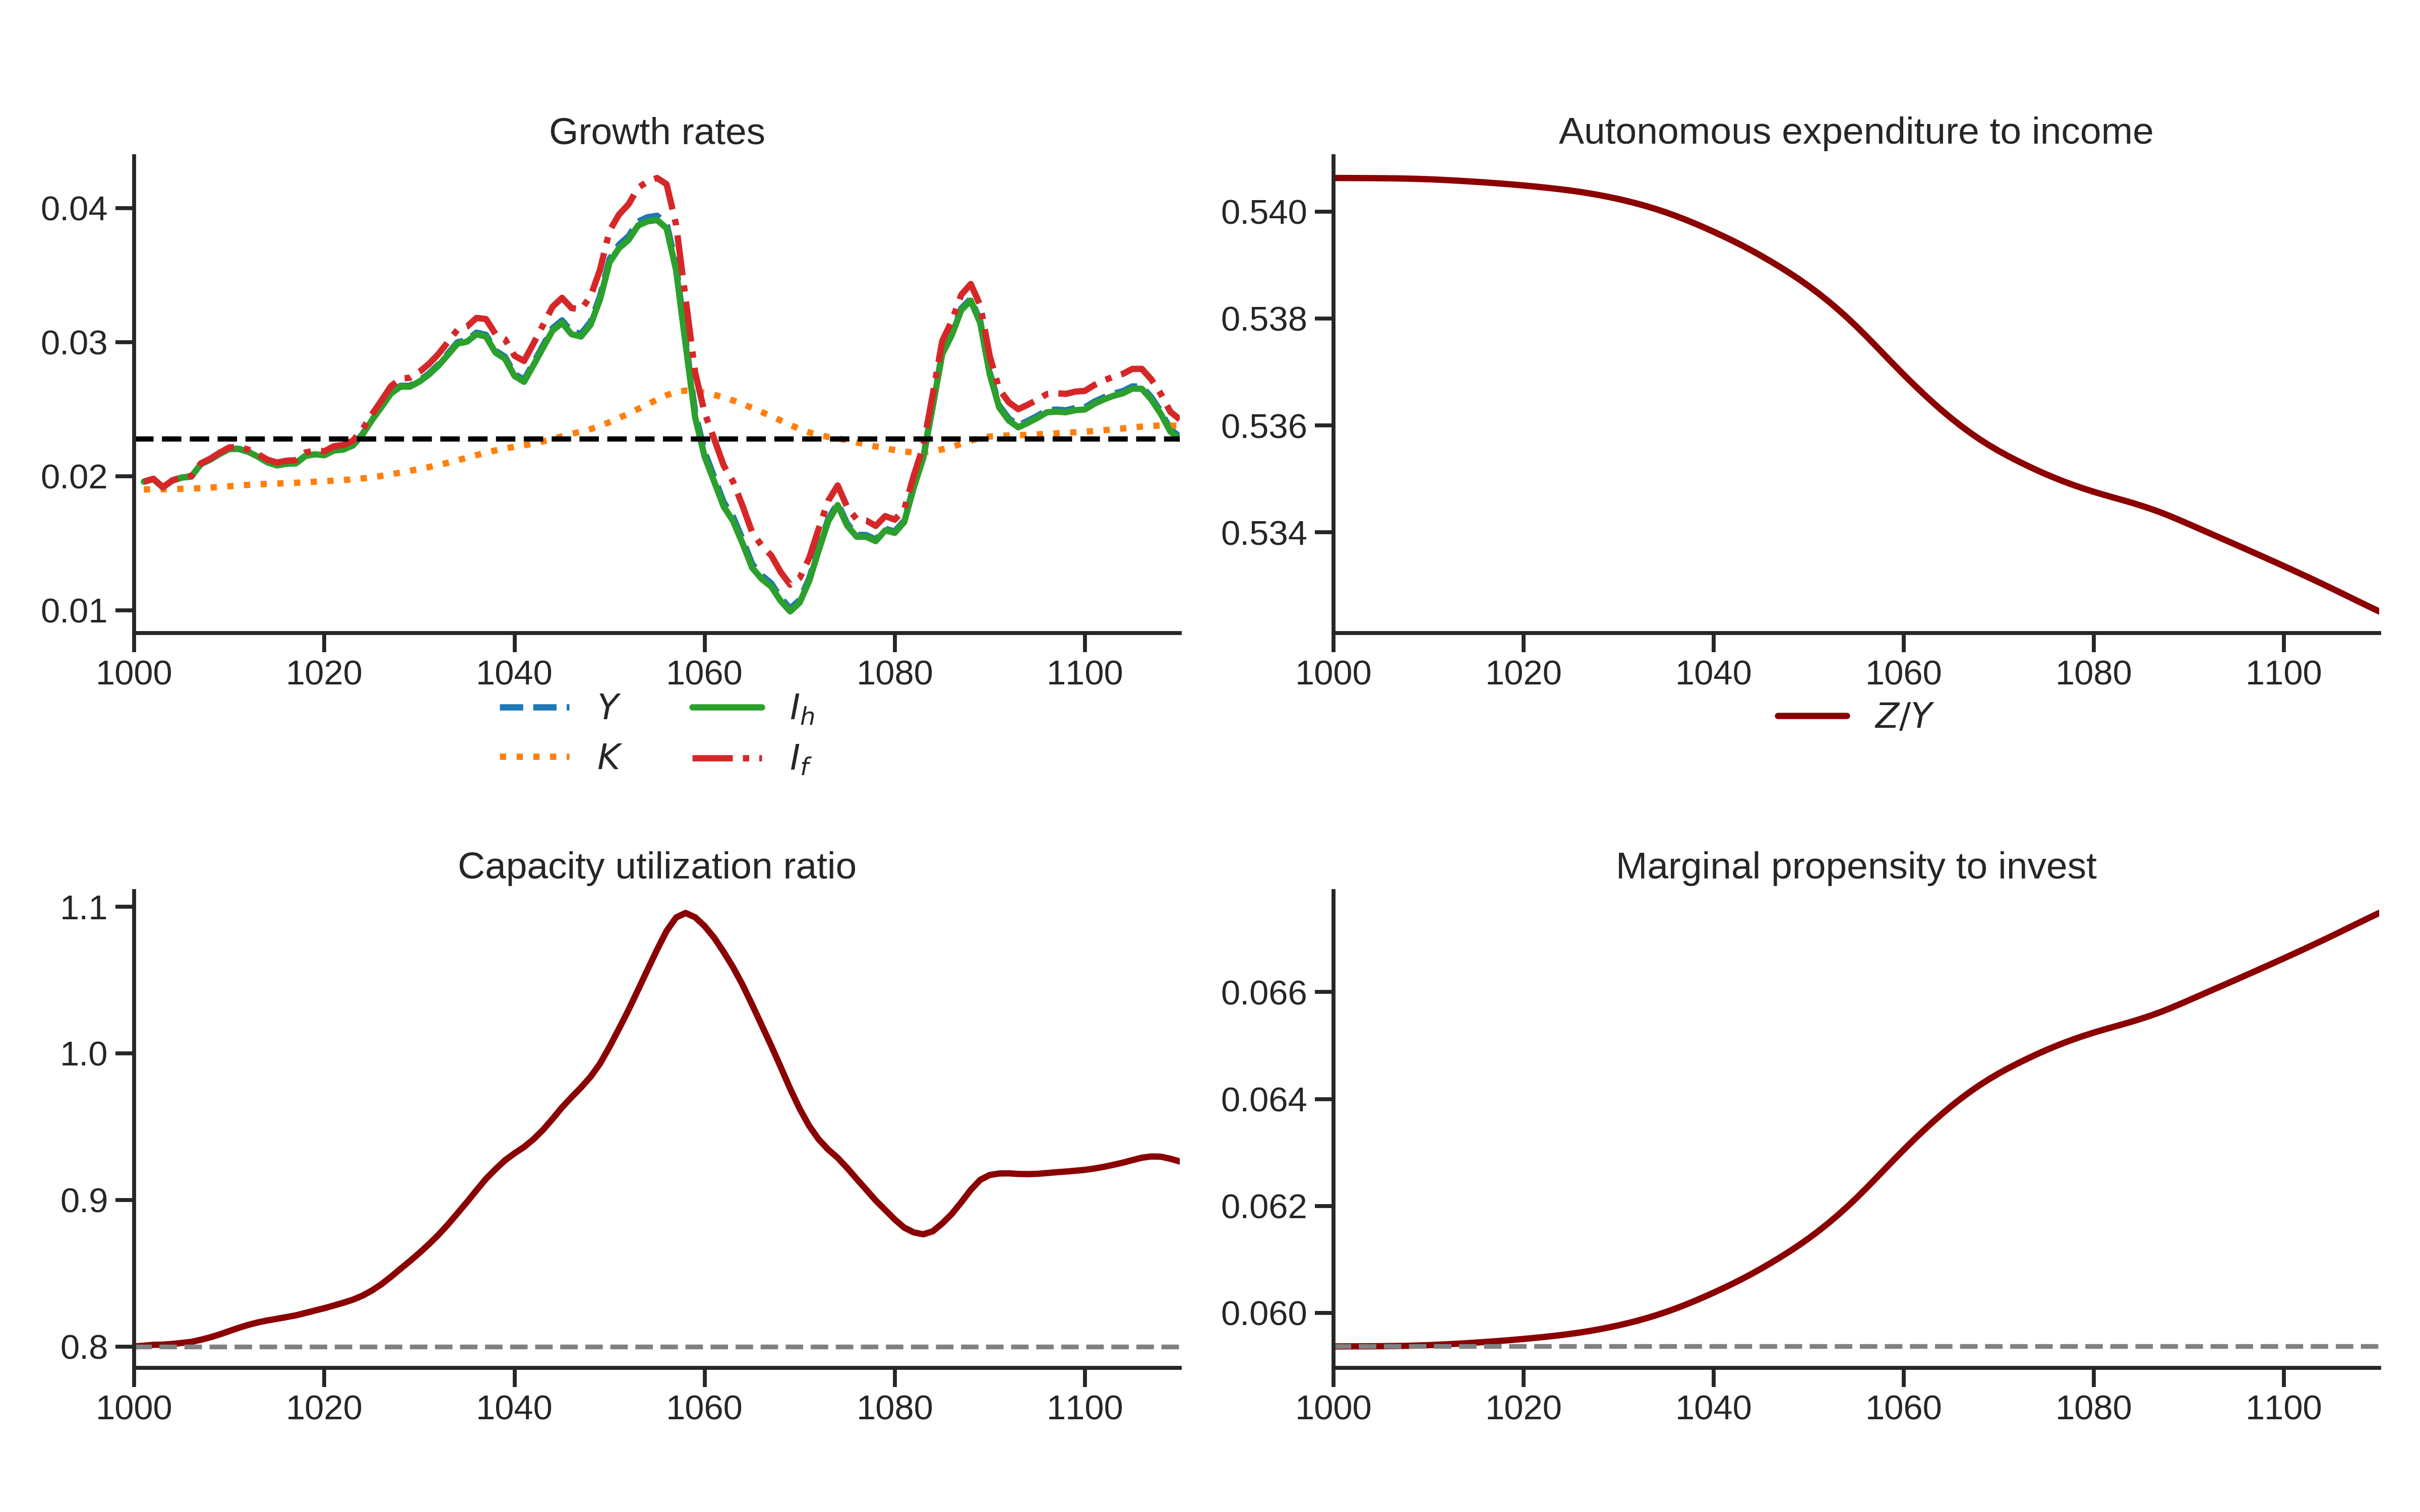 Growth rates
0.04
0.03
0.02
0.01
1000 1020 1040 1060 1080 1100
Y I_h
K I_f
Autonomous expenditure to income
0.540
0.538
0.536
0.534
1000 1020 1040 1060 1080 1100
Z/Y
Capacity utilization ratio
1.1
1.0
0.9
0.8
1000 1020 1040 1060 1080 1100
Marginal propensity to invest
0.066
0.064
0.062
0.060
1000 1020 1040 1060 1080 1100